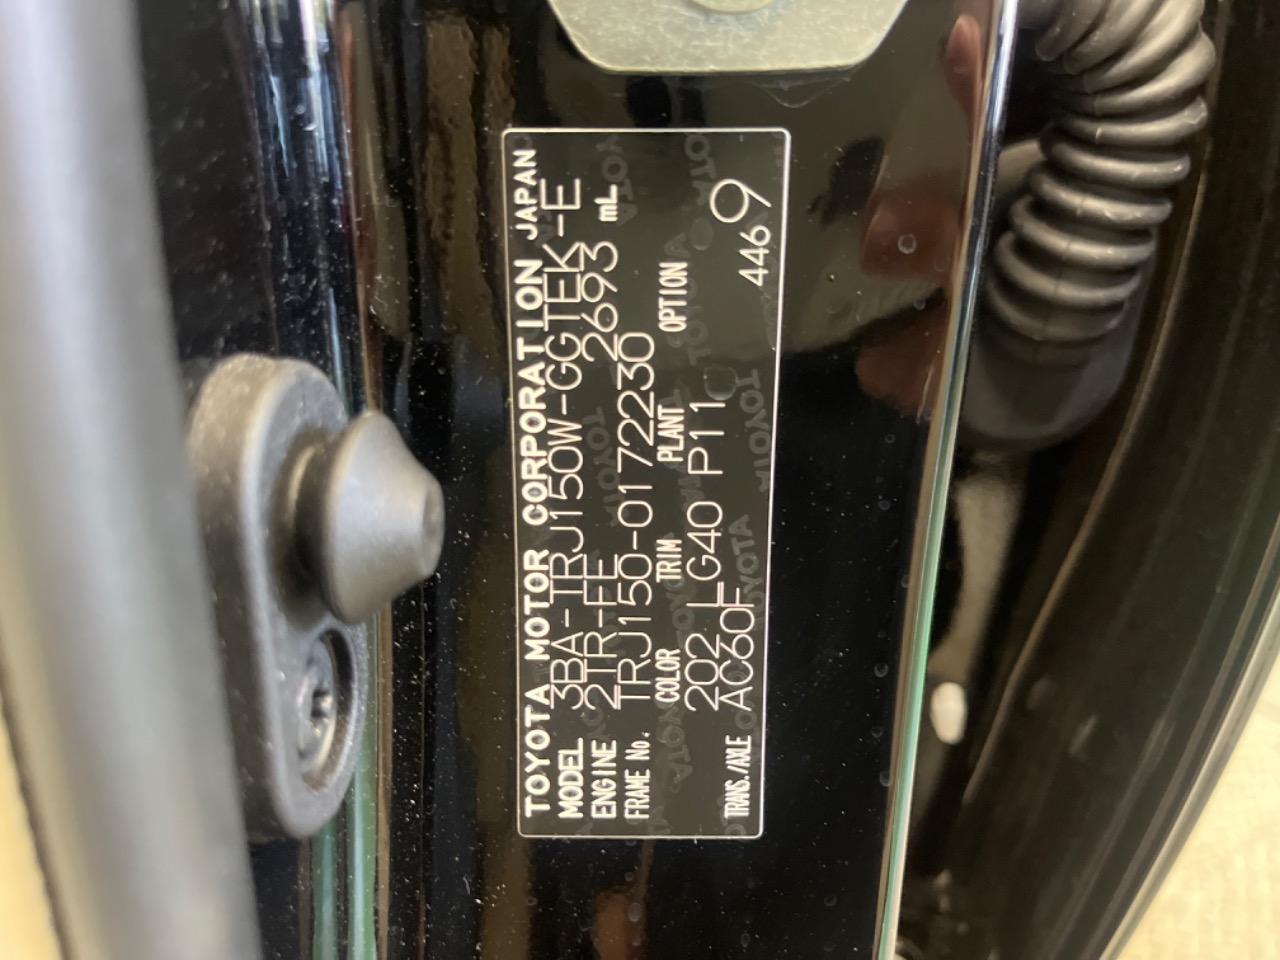 TOYOTA MOTOR CORPORATION JAPAN
MODEL 3BA-TRJ150W-GGTEK-E
ENGINE 2TR-FE 2693 mL
FRAME No. TRJ150-0172230
COLOR TRIM PLANT OPTION
202 LG40 P11
TRANS./AXLE AC60F 4469